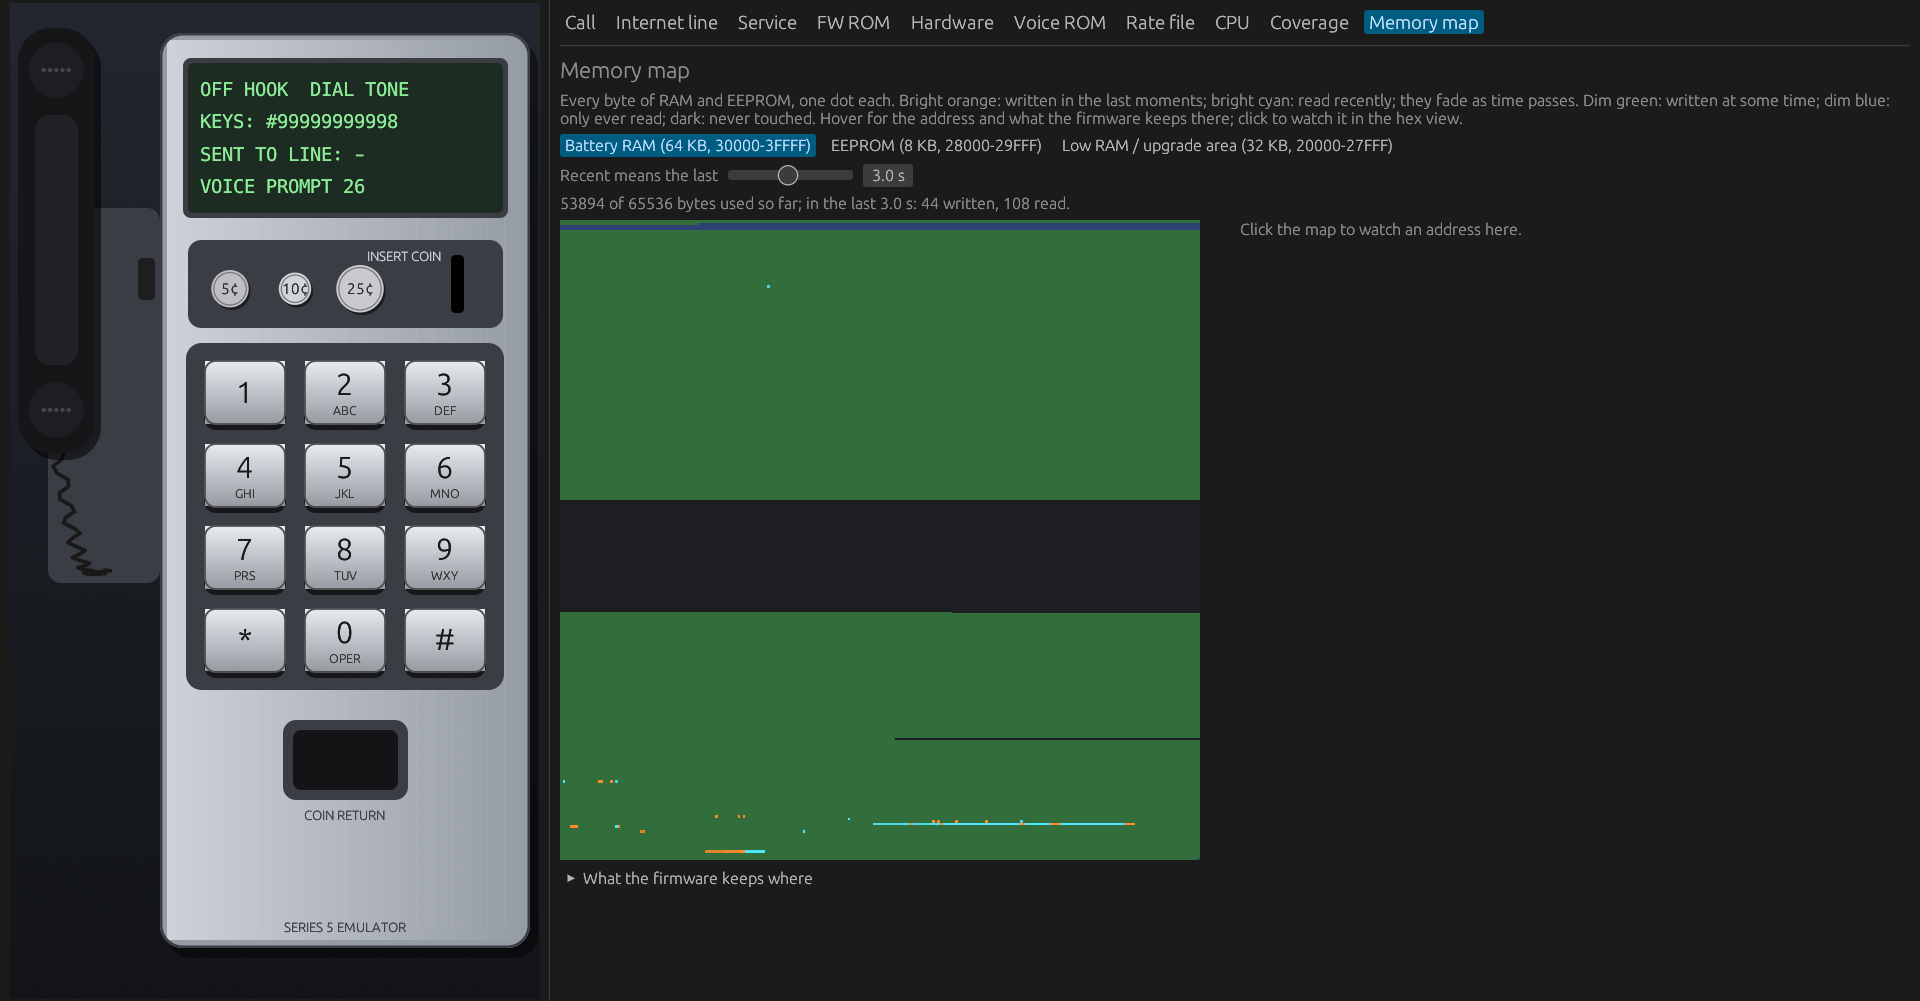 Call Internet line Service FW ROM Hardware Voice ROM Rate file CPU Coverage Memory map
OFF HOOK DIAL TONE
KEYS: #99999999998
SENT TO LINE: -
VOICE PROMPT 26
INSERT COIN
5¢ 10¢ 25¢
1
2
ABC
3
DEF
4
GHI
5
JKL
6
MNO
7
PRS
8
TUV
9
WXY
*
0
OPER
#
COIN RETURN
SERIES 5 EMULATOR
Memory map
Every byte of RAM and EEPROM, one dot each. Bright orange: written in the last moments; bright cyan: read recently; they fade as time passes. Dim green: written at some time; dim blue:
only ever read; dark: never touched. Hover for the address and what the firmware keeps there; click to watch it in the hex view.
Battery RAM (64 KB, 30000-3FFFF) EEPROM (8 KB, 28000-29FFF) Low RAM / upgrade area (32 KB, 20000-27FFF)
Recent means the last 3.0 s
53894 of 65536 bytes used so far; in the last 3.0 s: 44 written, 108 read.
Click the map to watch an address here.
What the firmware keeps where